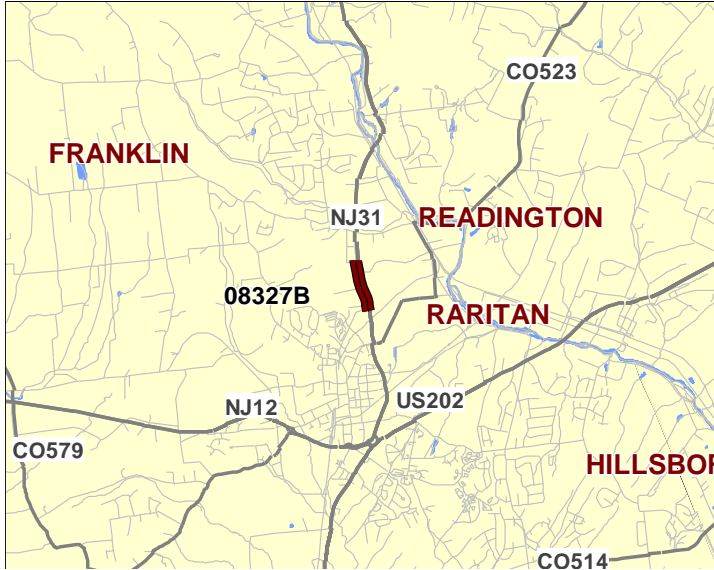 CO523
FRANKLIN
NJ31
READINGTON
08327B
RARITAN
NJ12
US202
CO579
HILLSBOR
CO514